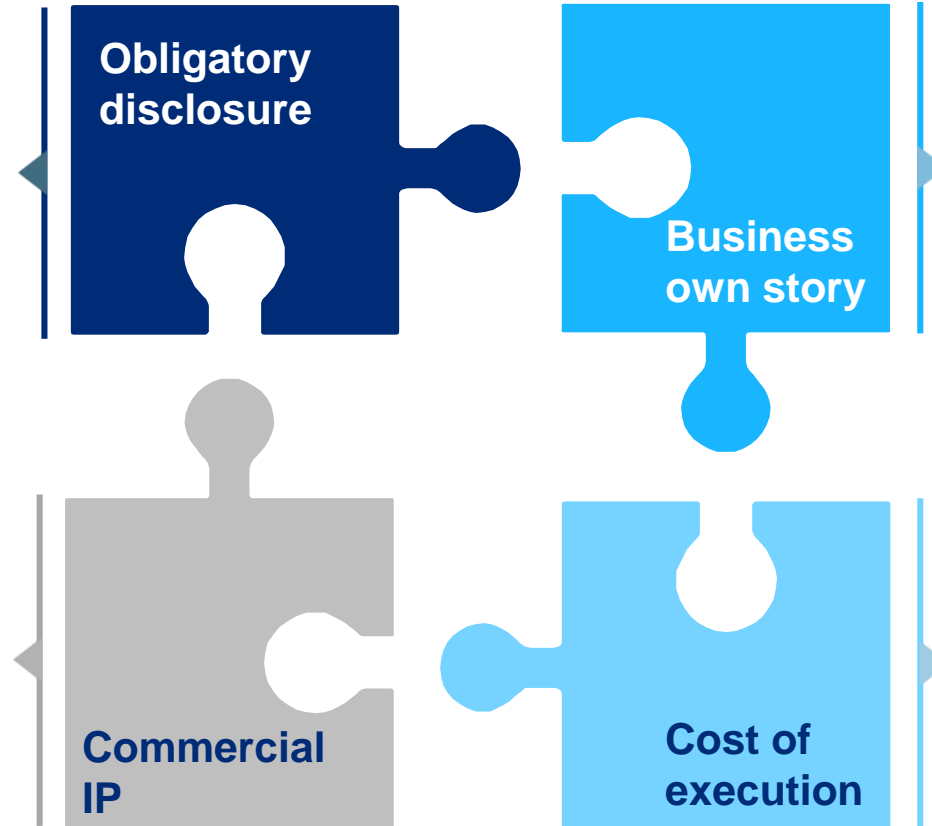 Obligatory
disclosure
Business
own story
Commercial
IP
Cost of
execution